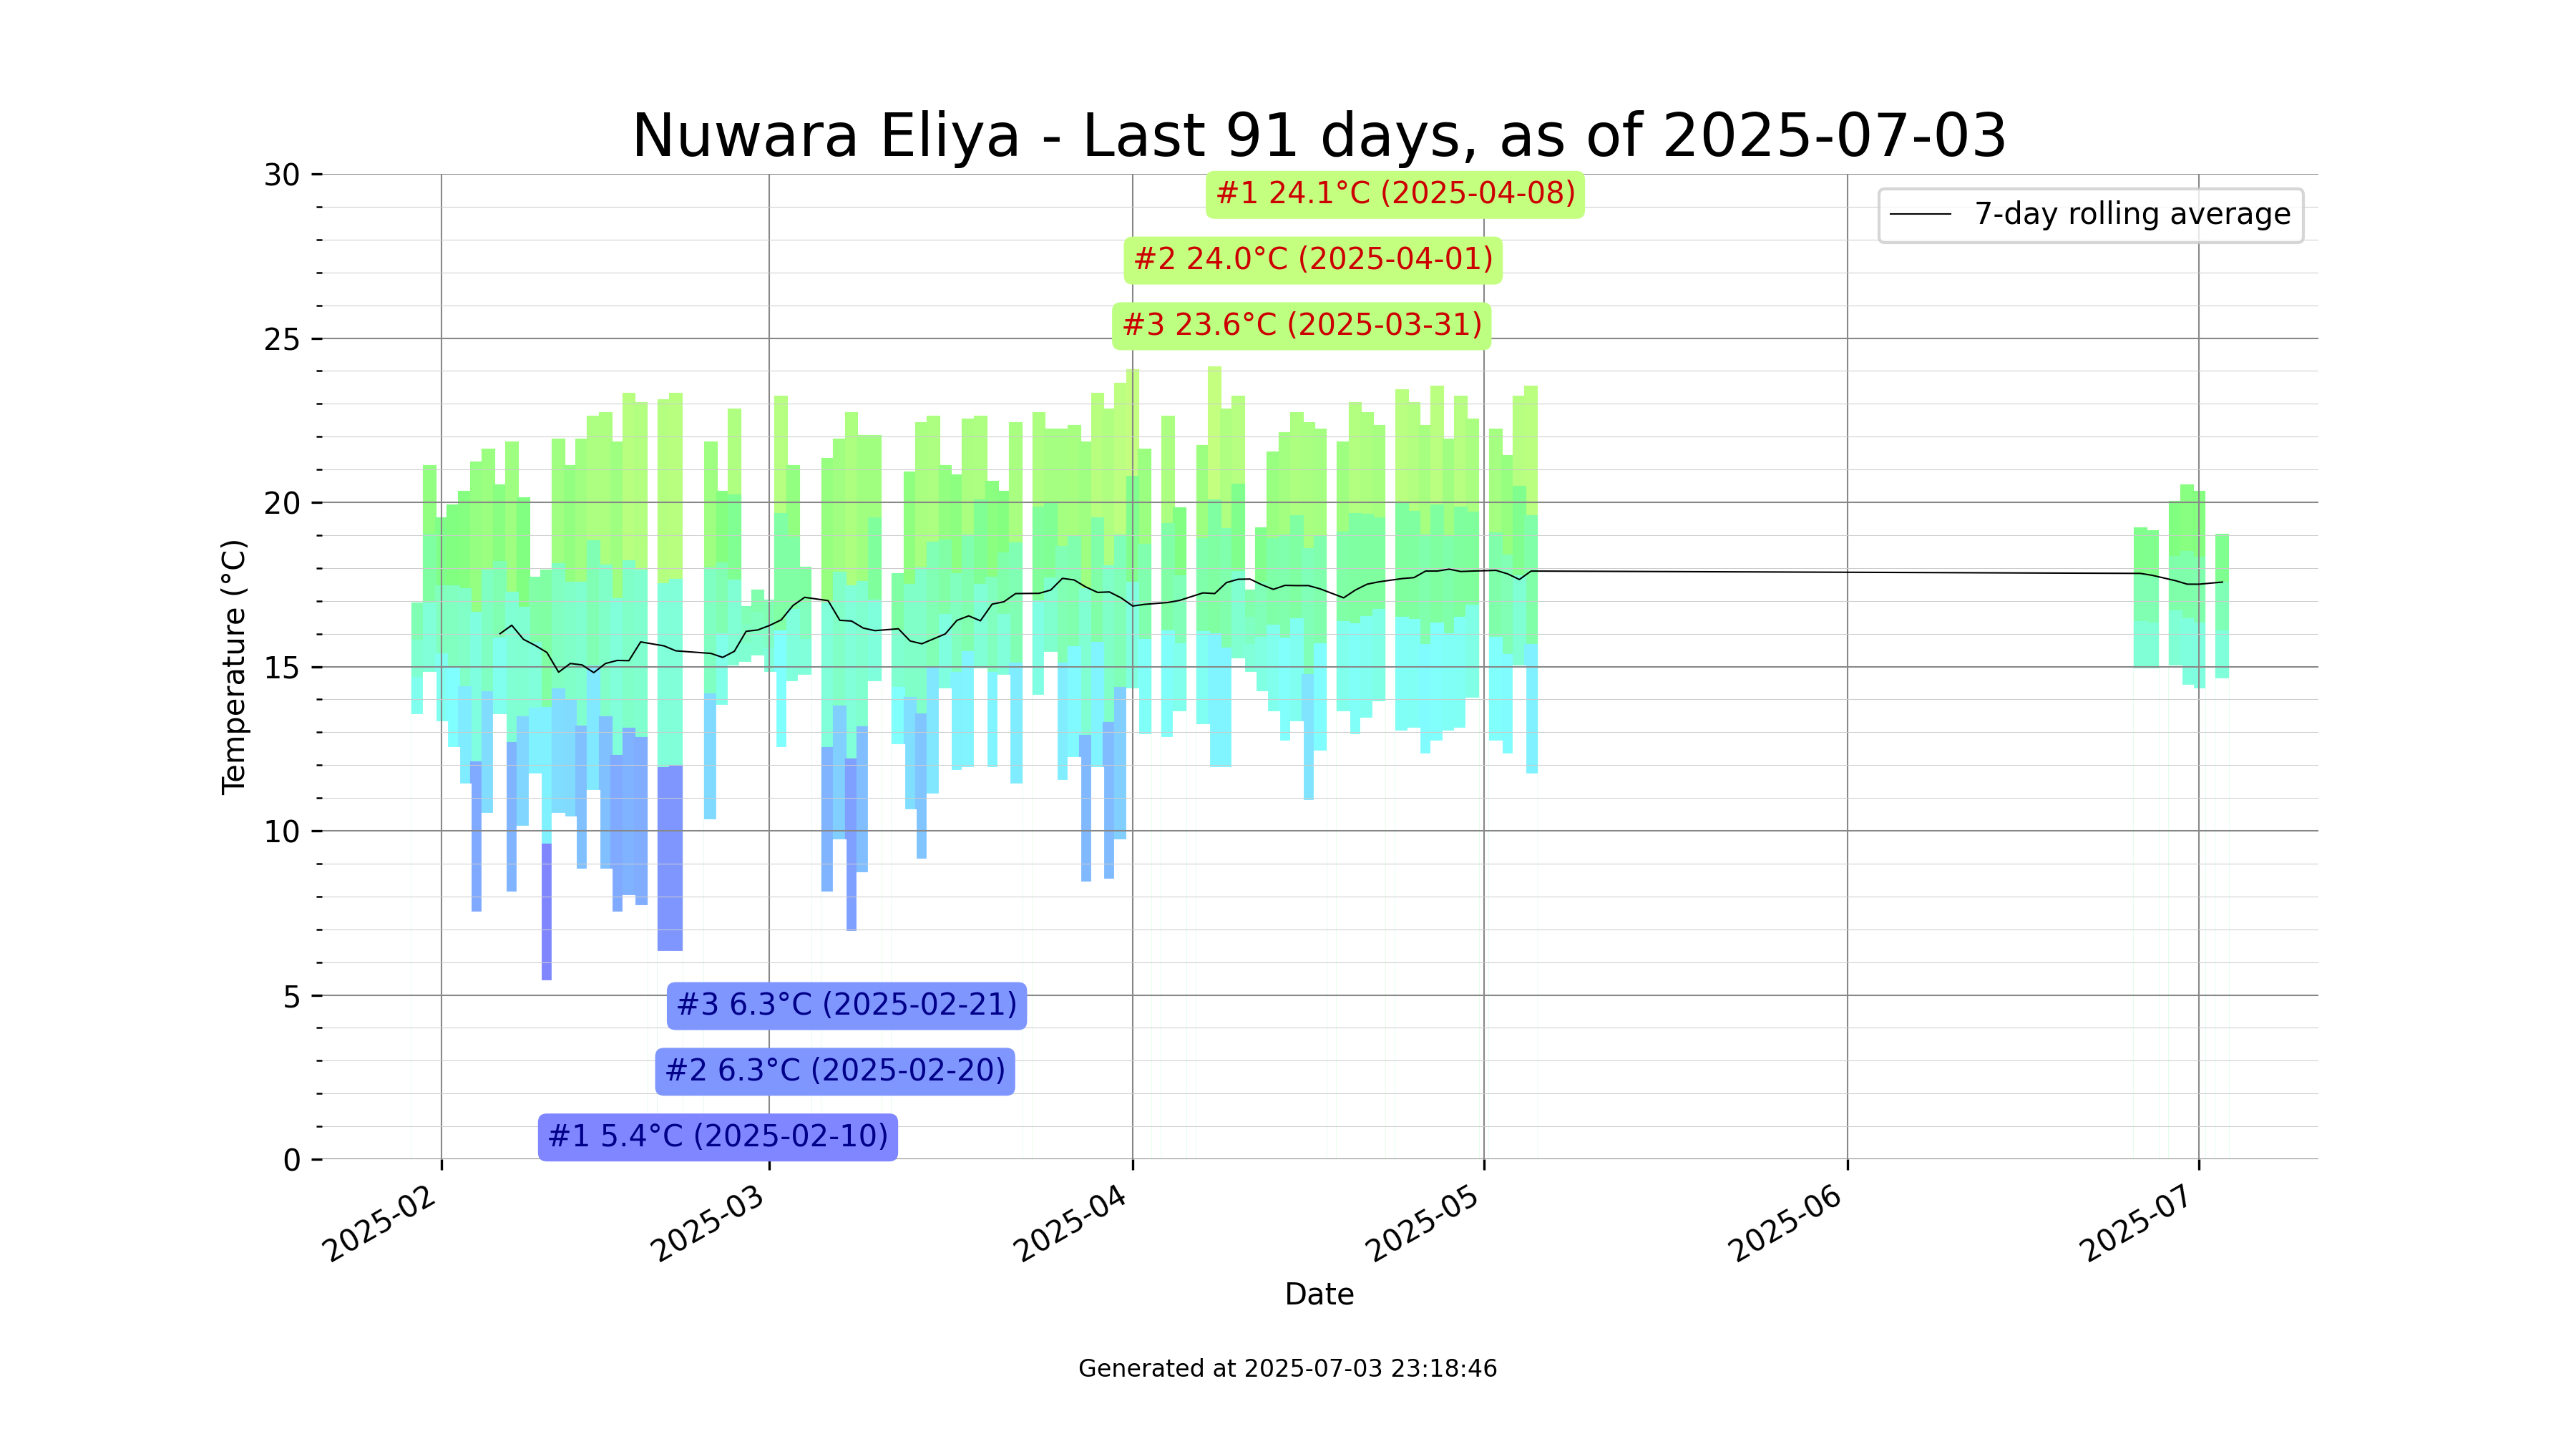 Nuwara Eliya - Last 91 days, as of 2025-07-03
30
25
20
15
10
5
0
Temperature (°C)
#1 24.1°C (2025-04-08)
#2 24.0°C (2025-04-01)
#3 23.6°C (2025-03-31)
7-day rolling average
#3 6.3°C (2025-02-21)
#2 6.3°C (2025-02-20)
#1 5.4°C (2025-02-10)
2025-02
2025-03
2025-04
2025-05
2025-06
2025-07
Date
Generated at 2025-07-03 23:18:46